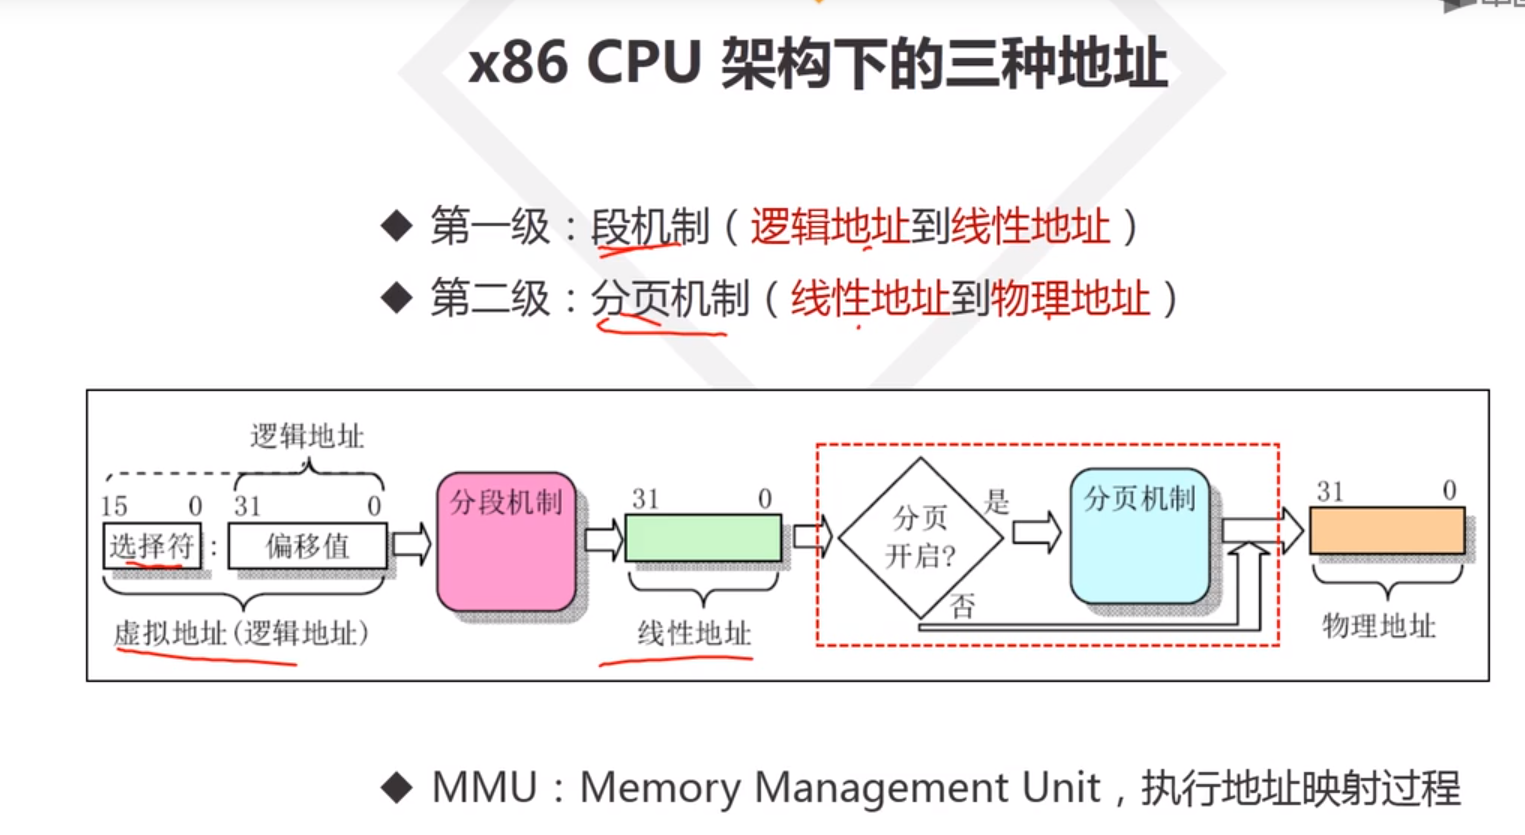 x86 CPU 架构下的三种地址
◆ 第一级：段机制（逻辑地址到线性地址）
◆ 第二级：分页机制（线性地址到物理地址）
逻辑地址
15 0 31 0
选择符 : 偏移值
虚拟地址(逻辑地址)
分段机制
31 0
线性地址
分页
开启?
是
否
分页机制
31 0
物理地址
◆ MMU：Memory Management Unit，执行地址映射过程